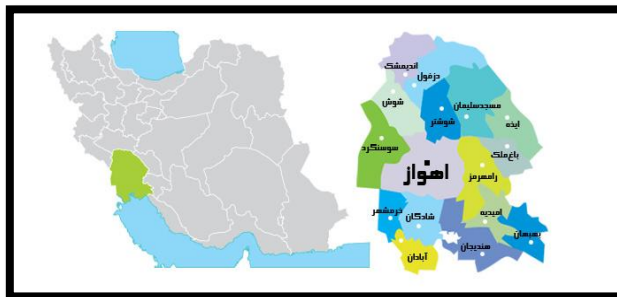 اندیمشک
دزفول
شوش
شوشتر
مسجدسلیمان
ایذه
سوسنگرد
باغملک
اهواز
رامهرمز
خرمشهر
شادگان
امیدیه
بهبهان
هندیجان
آبادان